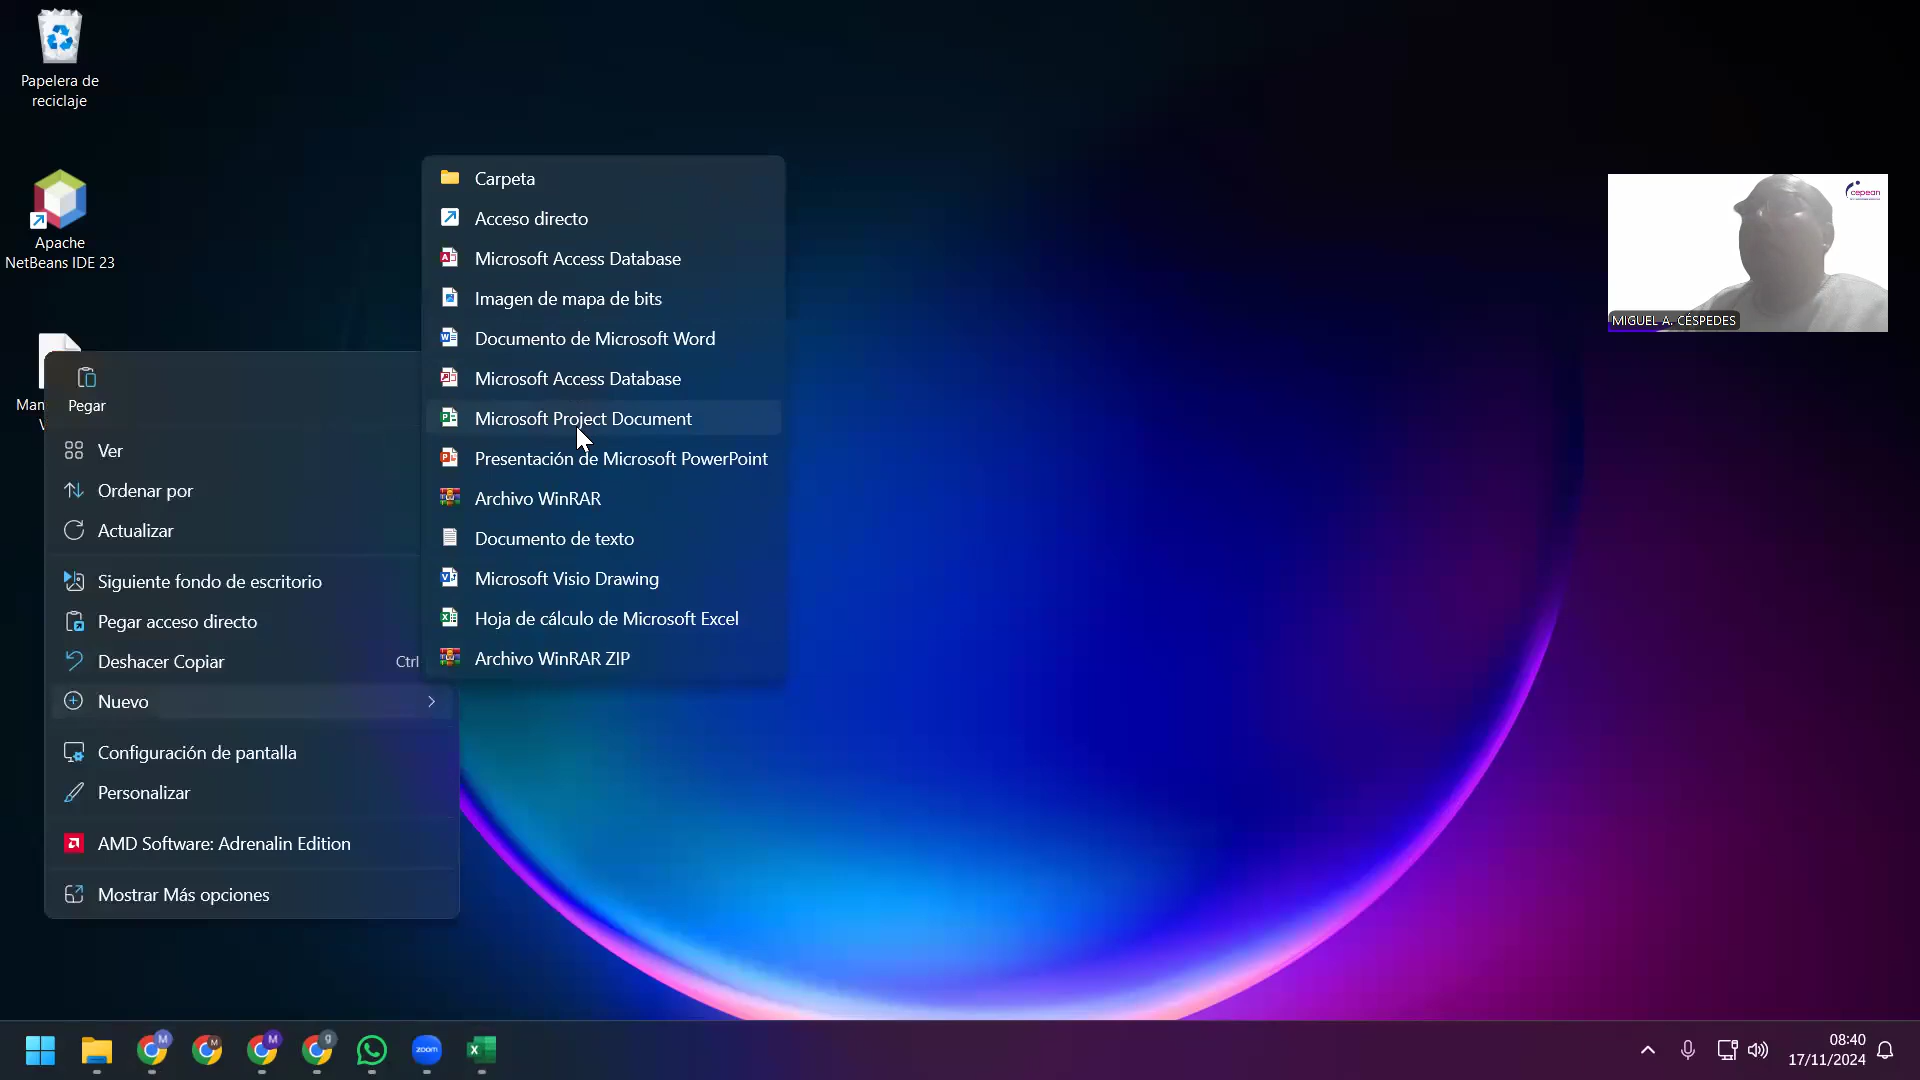 Papelera de
reciclaje
Apache
NetBeans IDE 23
Man
Pegar
Ver
Ordenar por
Actualizar
Siguiente fondo de escritorio
Pegar acceso directo
Deshacer Copiar
Ctrl
Nuevo
Configuración de pantalla
Personalizar
AMD Software: Adrenalin Edition
Mostrar Más opciones
Carpeta
Acceso directo
Microsoft Access Database
Imagen de mapa de bits
Documento de Microsoft Word
Microsoft Access Database
Microsoft Project Document
Presentación de Microsoft PowerPoint
Archivo WinRAR
Documento de texto
Microsoft Visio Drawing
Hoja de cálculo de Microsoft Excel
Archivo WinRAR ZIP
cepean
MIGUEL A. CÉSPEDES
zoom
08:40
17/11/2024